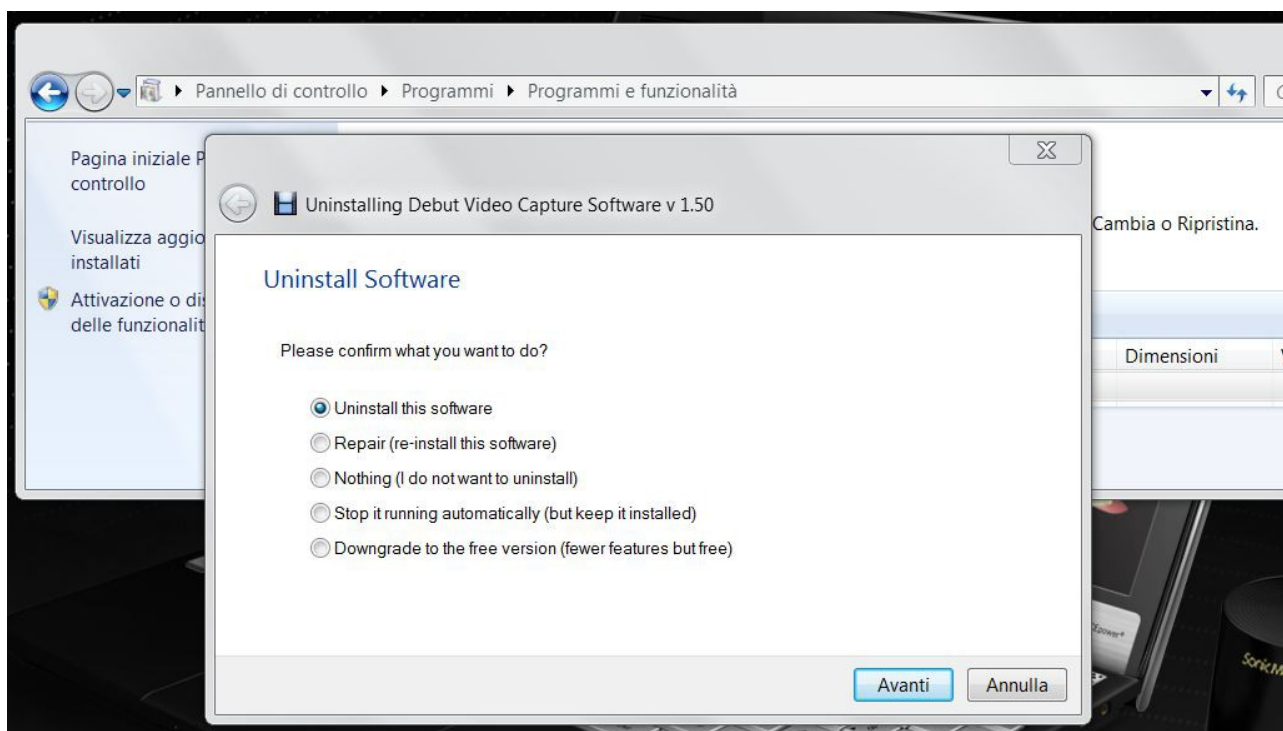 Pannello di controllo Programmi Programmi e funzionalità
Pagina iniziale P
controllo
Visualizza aggio
installati
Attivazione o dis
delle funzionalit
Uninstalling Debut Video Capture Software v 1.50
Uninstall Software
Please confirm what you want to do?
Uninstall this software
Repair (re-install this software)
Nothing (I do not want to uninstall)
Stop it running automatically (but keep it installed)
Downgrade to the free version (fewer features but free)
Avanti
Annulla
Cambia o Ripristina.
Dimensioni
SonicM